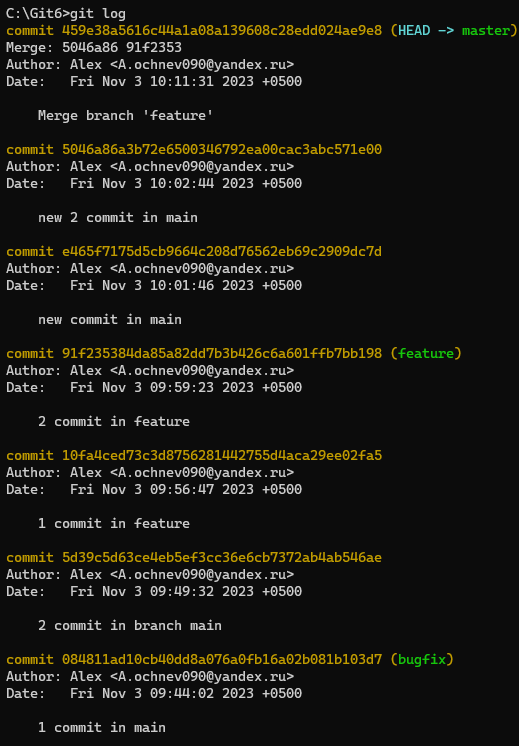 C:\Git6>git log
commit 459e38a5616c44a1a08a139608c28edd024ae9e8 (HEAD -> master)
Merge: 5046a86 91f2353
Author: Alex <A.ochnev090@yandex.ru>
Date:   Fri Nov 3 10:11:31 2023 +0500
    Merge branch 'feature'
commit 5046a86a3b72e6500346792ea00cac3abc571e00
Author: Alex <A.ochnev090@yandex.ru>
Date:   Fri Nov 3 10:02:44 2023 +0500
    new 2 commit in main
commit e465f7175d5cb9664c208d76562eb69c2909dc7d
Author: Alex <A.ochnev090@yandex.ru>
Date:   Fri Nov 3 10:01:46 2023 +0500
    new commit in main
commit 91f235384da85a82dd7b3b426c6a601ffb7bb198 (feature)
Author: Alex <A.ochnev090@yandex.ru>
Date:   Fri Nov 3 09:59:23 2023 +0500
    2 commit in feature
commit 10fa4ced73c3d8756281442755d4aca29ee02fa5
Author: Alex <A.ochnev090@yandex.ru>
Date:   Fri Nov 3 09:56:47 2023 +0500
    1 commit in feature
commit 5d39c5d63ce4eb5ef3cc36e6cb7372ab4ab546ae
Author: Alex <A.ochnev090@yandex.ru>
Date:   Fri Nov 3 09:49:32 2023 +0500
    2 commit in branch main
commit 084811ad10cb40dd8a076a0fb16a02b081b103d7 (bugfix)
Author: Alex <A.ochnev090@yandex.ru>
Date:   Fri Nov 3 09:44:02 2023 +0500
    1 commit in main